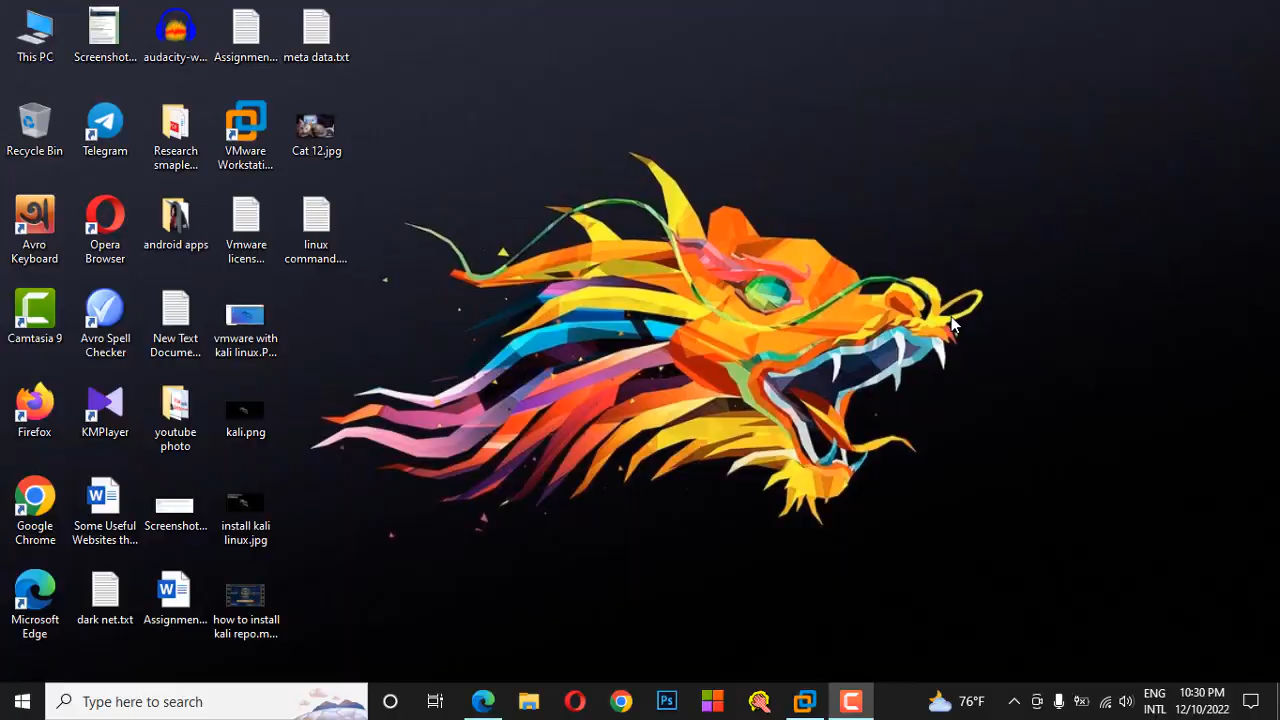 This PC
Screenshot...
audacity-w...
Assignmen...
meta data.txt
Recycle Bin
Telegram
Research
smaple...
VMware
Workstati...
Cat 12.jpg
Avro
Keyboard
Opera
Browser
android apps
Vmware
licens...
linux
command....
Camtasia 9
Avro Spell
Checker
New Text
Docume...
vmware with
kali linux.P...
Firefox
KMPlayer
youtube
photo
kali.png
Google
Chrome
Some Useful
Websites th...
Screenshot...
install kali
linux.jpg
Microsoft
Edge
dark net.txt
Assignmen...
how to install
kali repo.m...
Type here to search
Ps
76°F
ENG
INTL
10:30 PM
12/10/2022